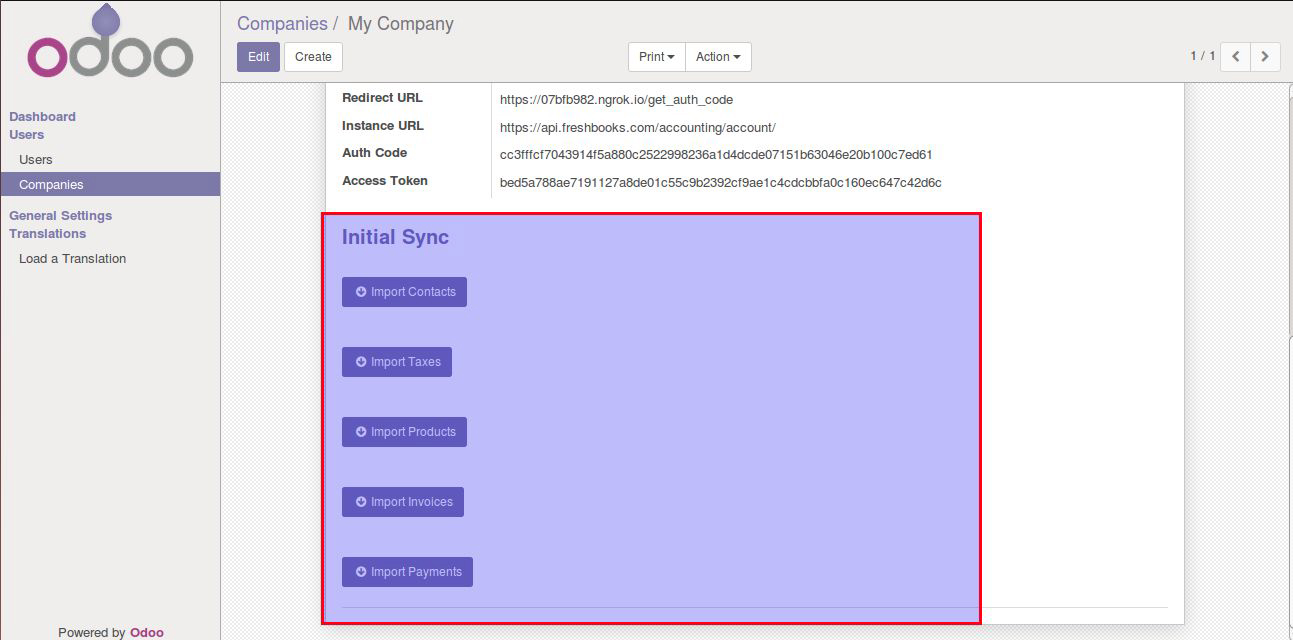 odoo
Dashboard
Users
Users
Companies
General Settings
Translations
Load a Translation
Powered by Odoo
Companies / My Company
Edit Create Print Action 1 / 1
Redirect URL https://07bfb982.ngrok.io/get_auth_code
Instance URL https://api.freshbooks.com/accounting/account/
Auth Code cc3fffcf7043914f5a880c2522998236a1d4dcde07151b63046e20b100c7ed61
Access Token bed5a788ae7191127a8de01c55c9b2392cf9ae1c4cdcbbfa0c160ec647c42d6c
Initial Sync
Import Contacts
Import Taxes
Import Products
Import Invoices
Import Payments